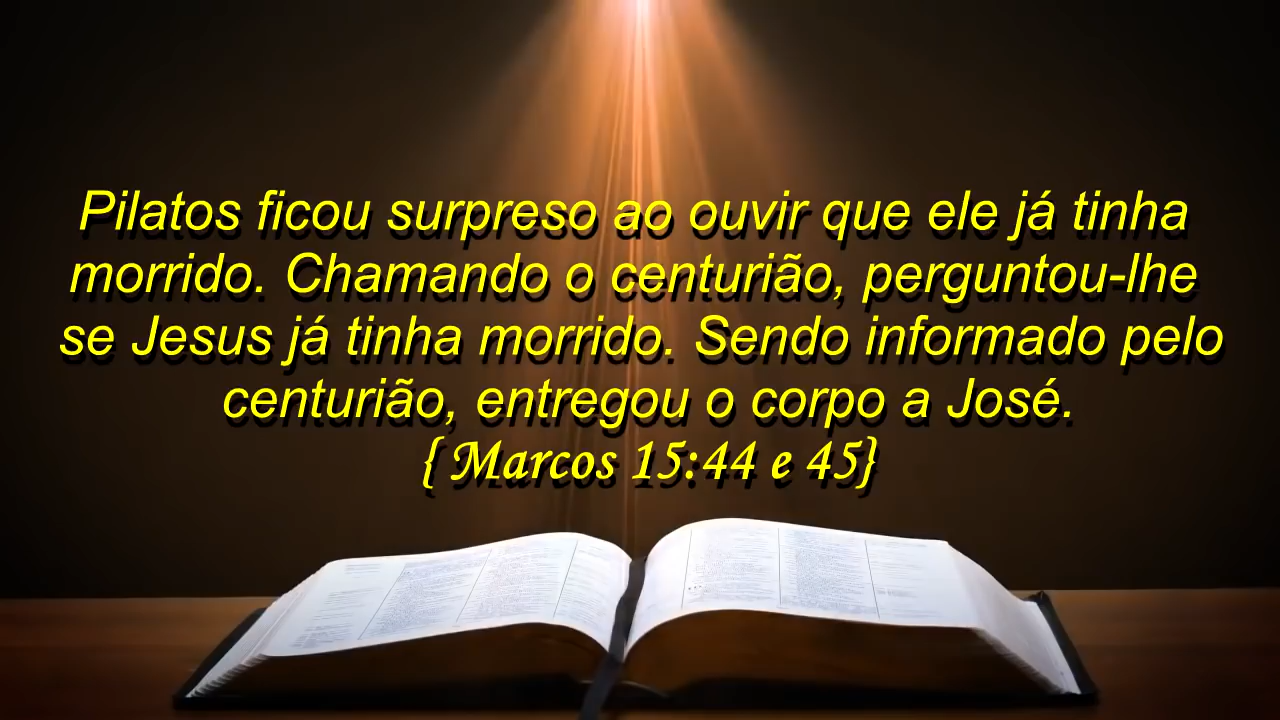 Pilatos ficou surpreso ao ouvir que ele já tinha
morrido. Chamando o centurião, perguntou-lhe
se Jesus já tinha morrido. Sendo informado pelo
centurião, entregou o corpo a José.
{ Marcos 15:44 e 45}